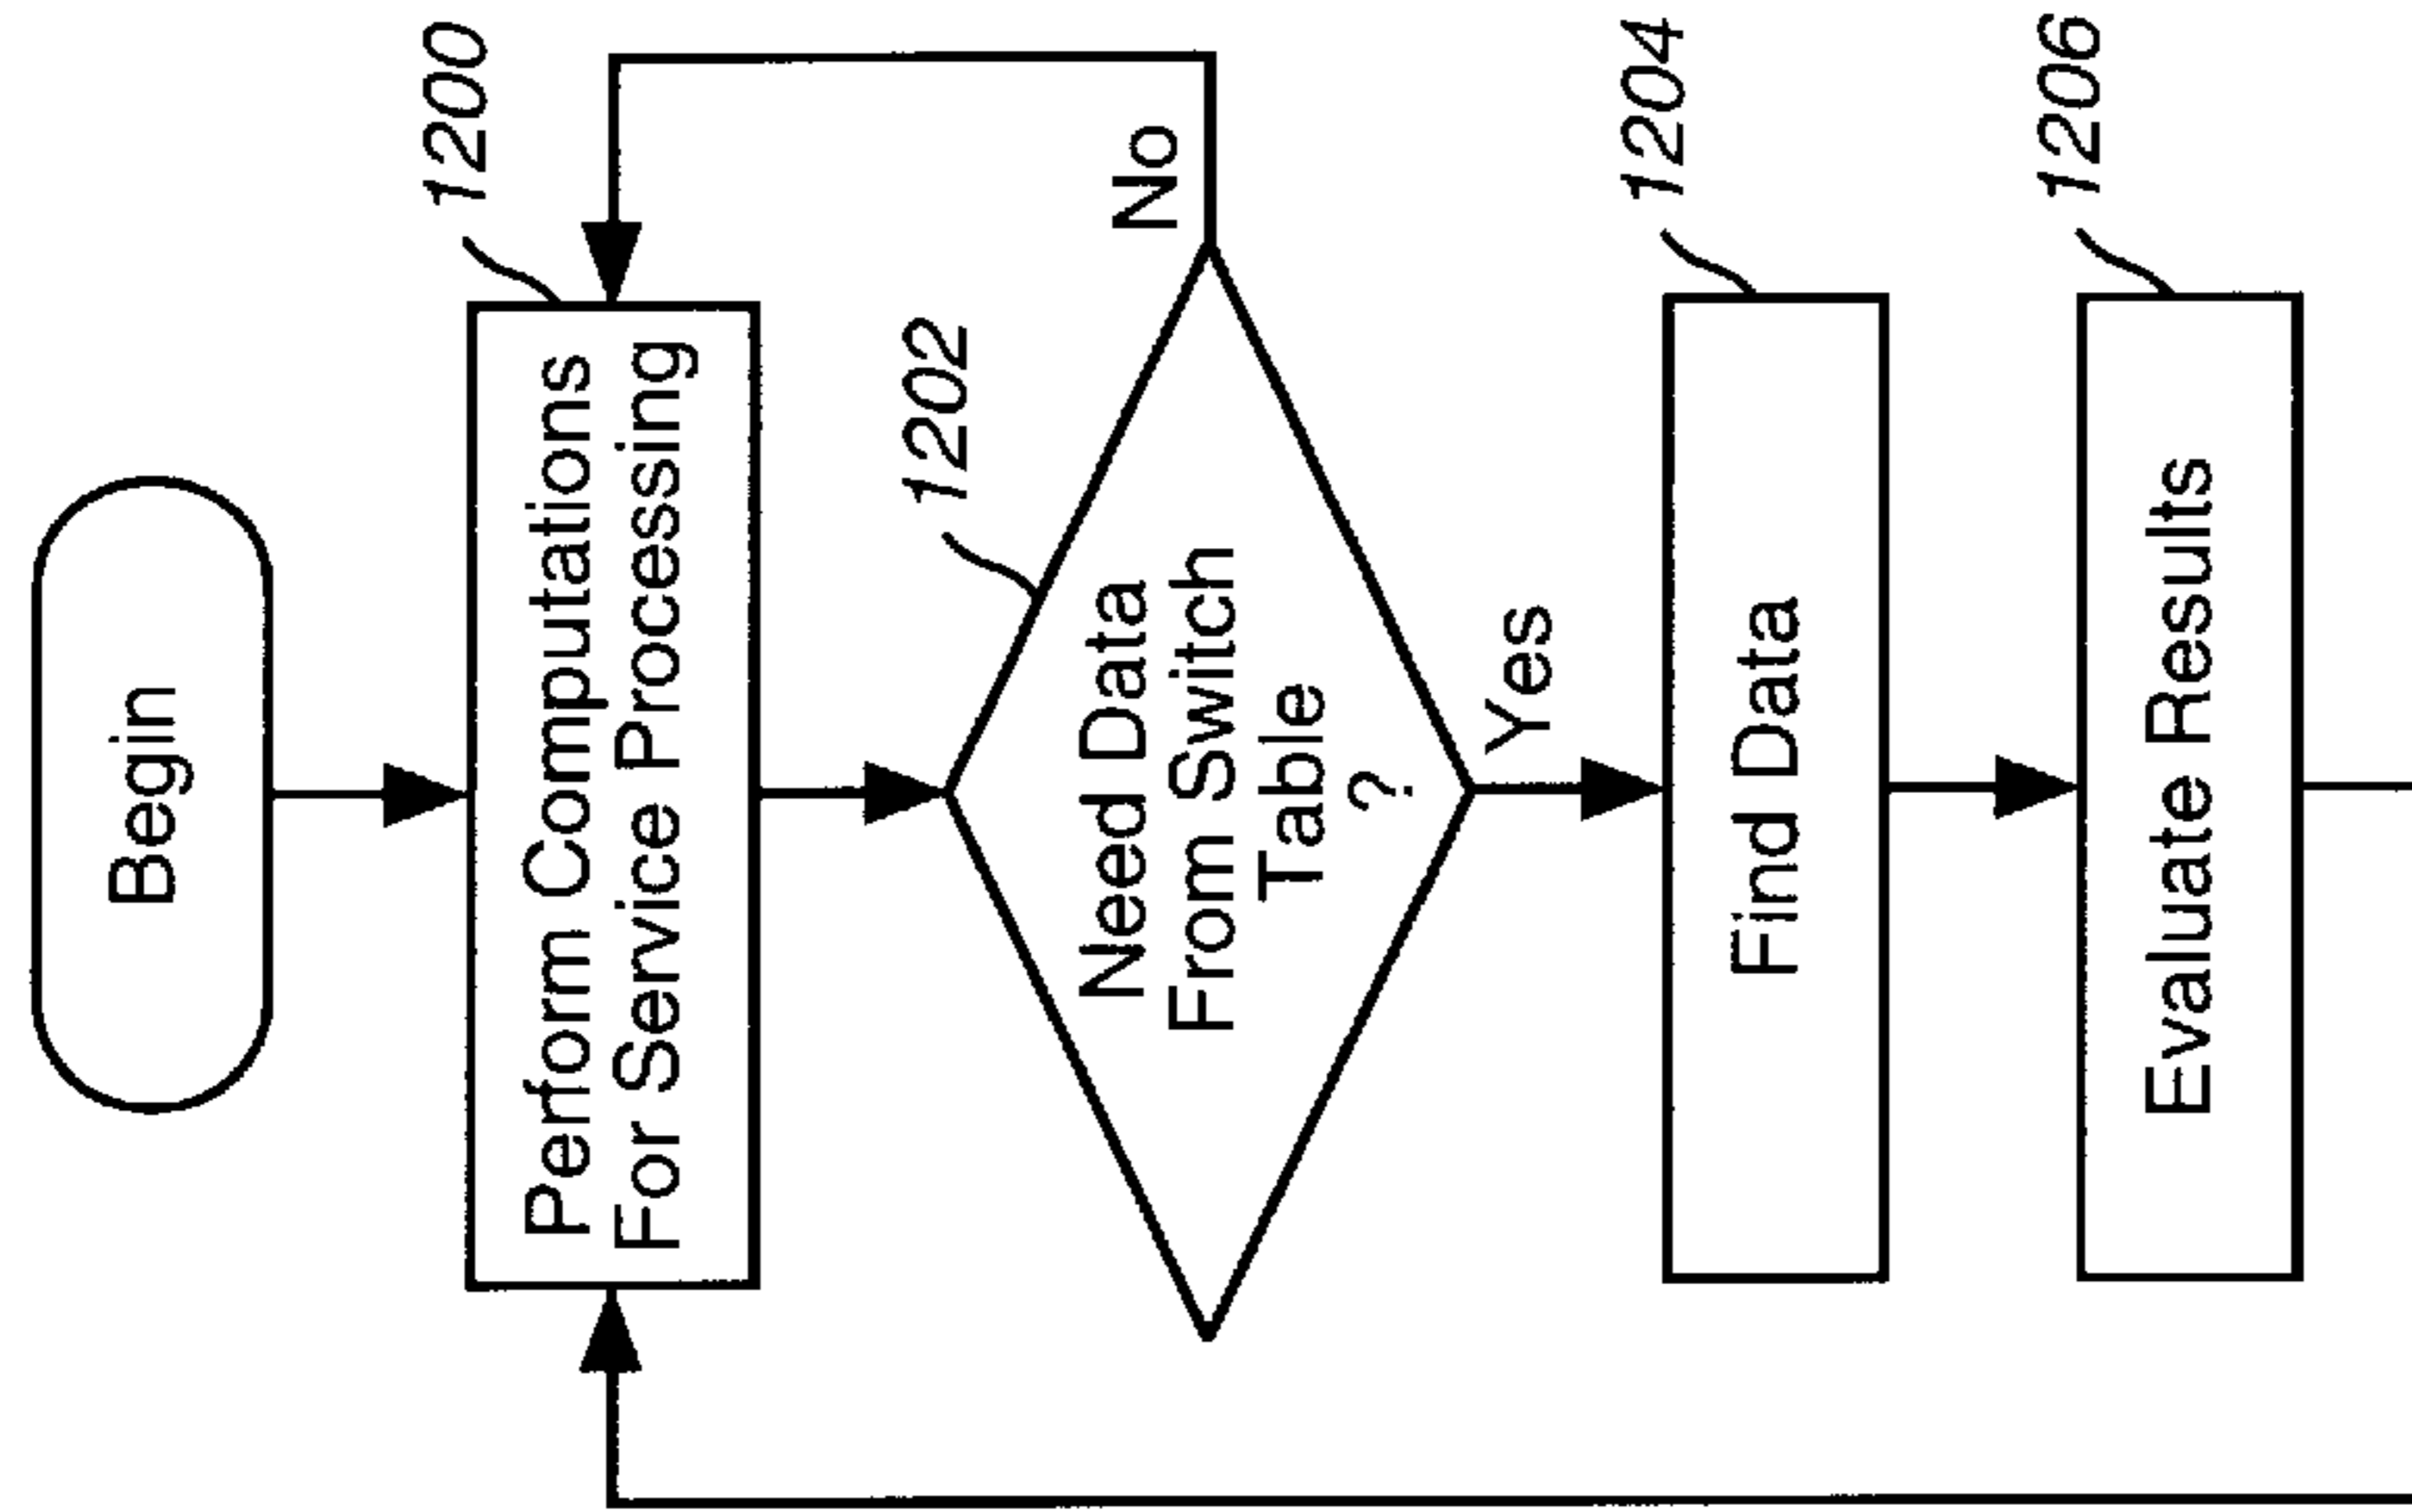 Begin
1200
Perform Computations
For Service Processing
1202
Need Data
From Switch
Table
?
No
Yes
1204
Find Data
1206
Evaluate Results